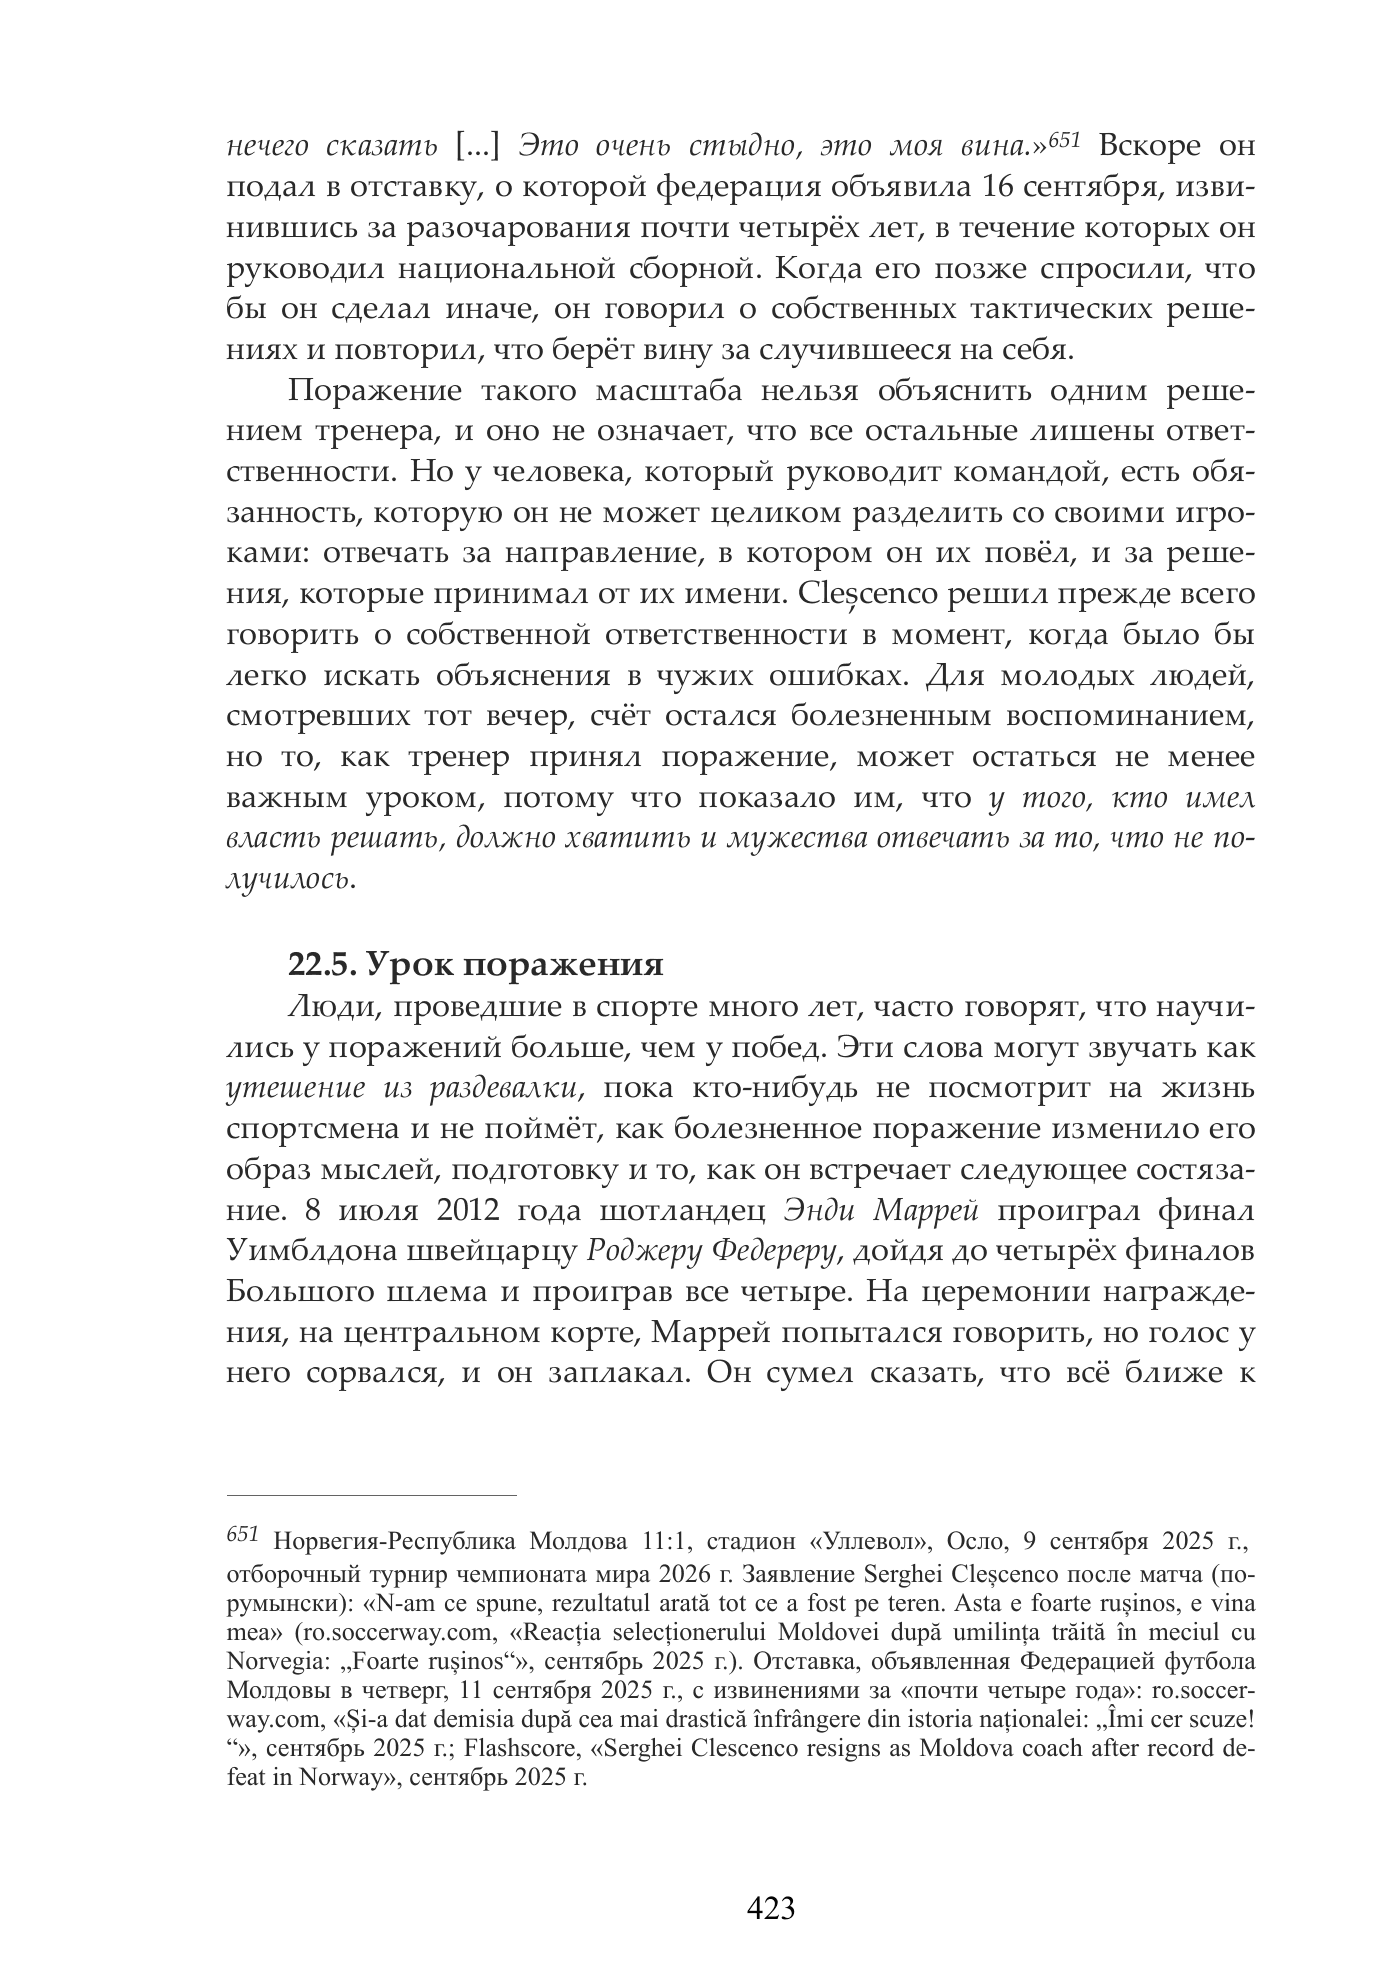 нечего сказать [...] Это очень стыдно, это моя вина.»651 Вскоре он
подал в отставку, о которой федерация объявила 16 сентября, изви-
нившись за разочарования почти четырёх лет, в течение которых он
руководил национальной сборной. Когда его позже спросили, что
бы он сделал иначе, он говорил о собственных тактических реше-
ниях и повторил, что берёт вину за случившееся на себя.
Поражение такого масштаба нельзя объяснить одним реше-
нием тренера, и оно не означает, что все остальные лишены ответ-
ственности. Но у человека, который руководит командой, есть обя-
занность, которую он не может целиком разделить со своими игро-
ками: отвечать за направление, в котором он их повёл, и за реше-
ния, которые принимал от их имени. Cleșcenco решил прежде всего
говорить о собственной ответственности в момент, когда было бы
легко искать объяснения в чужих ошибках. Для молодых людей,
смотревших тот вечер, счёт остался болезненным воспоминанием,
но то, как тренер принял поражение, может остаться не менее
важным уроком, потому что показало им, что у того, кто имел
власть решать, должно хватить и мужества отвечать за то, что не по-
лучилось.
22.5. Урок поражения
Люди, проведшие в спорте много лет, часто говорят, что научи-
лись у поражений больше, чем у побед. Эти слова могут звучать как
утешение из раздевалки, пока кто-нибудь не посмотрит на жизнь
спортсмена и не поймёт, как болезненное поражение изменило его
образ мыслей, подготовку и то, как он встречает следующее состяза-
ние. 8 июля 2012 года шотландец Энди Маррей проиграл финал
Уимблдона швейцарцу Роджеру Федереру, дойдя до четырёх финалов
Большого шлема и проиграв все четыре. На церемонии награжде-
ния, на центральном корте, Маррей попытался говорить, но голос у
него сорвался, и он заплакал. Он сумел сказать, что всё ближе к
651 Норвегия-Республика Молдова 11:1, стадион «Уллевол», Осло, 9 сентября 2025 г.,
отборочный турнир чемпионата мира 2026 г. Заявление Serghei Cleșcenco после матча (по-
румынски): «N-am ce spune, rezultatul arată tot ce a fost pe teren. Asta e foarte rușinos, e vina
mea» (ro.soccerway.com, «Reacția selecționerului Moldovei după umilința trăită în meciul cu
Norvegia: „Foarte rușinos“», сентябрь 2025 г.). Отставка, объявленная Федерацией футбола
Молдовы в четверг, 11 сентября 2025 г., с извинениями за «почти четыре года»: ro.soccer-
way.com, «Și-a dat demisia după cea mai drastică înfrângere din istoria naționalei: „Îmi cer scuze!
“», сентябрь 2025 г.; Flashscore, «Serghei Clescenco resigns as Moldova coach after record de-
feat in Norway», сентябрь 2025 г.
423